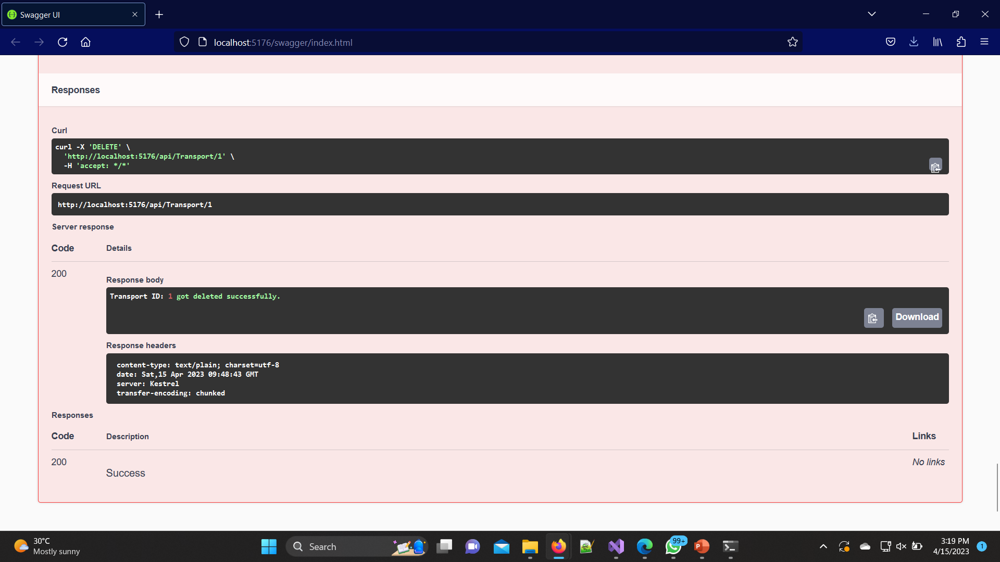 Swagger UI
localhost:5176/swagger/index.html
Responses
Curl
curl -X 'DELETE' \
'http://localhost:5176/api/Transport/1' \
-H 'accept: */*'
Request URL
http://localhost:5176/api/Transport/1
Server response
Code Details
200
Response body
Transport ID: 1 got deleted successfully.
Download
Response headers
content-type: text/plain; charset=utf-8
date: Sat,15 Apr 2023 09:48:43 GMT
server: Kestrel
transfer-encoding: chunked
Responses
Code Description Links
200 No links
Success
30°C
Mostly sunny
Search
99+
3:19 PM
4/15/2023
1